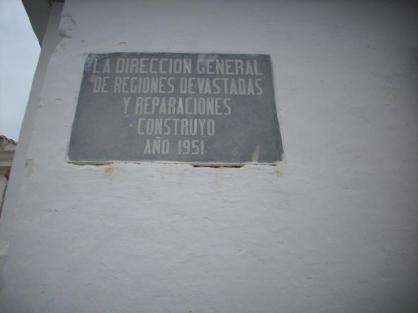 LA DIRECCION GENERAL
DE REGIONES DEVASTADAS
Y REPARACIONES
CONSTRUYO
AÑO 1951